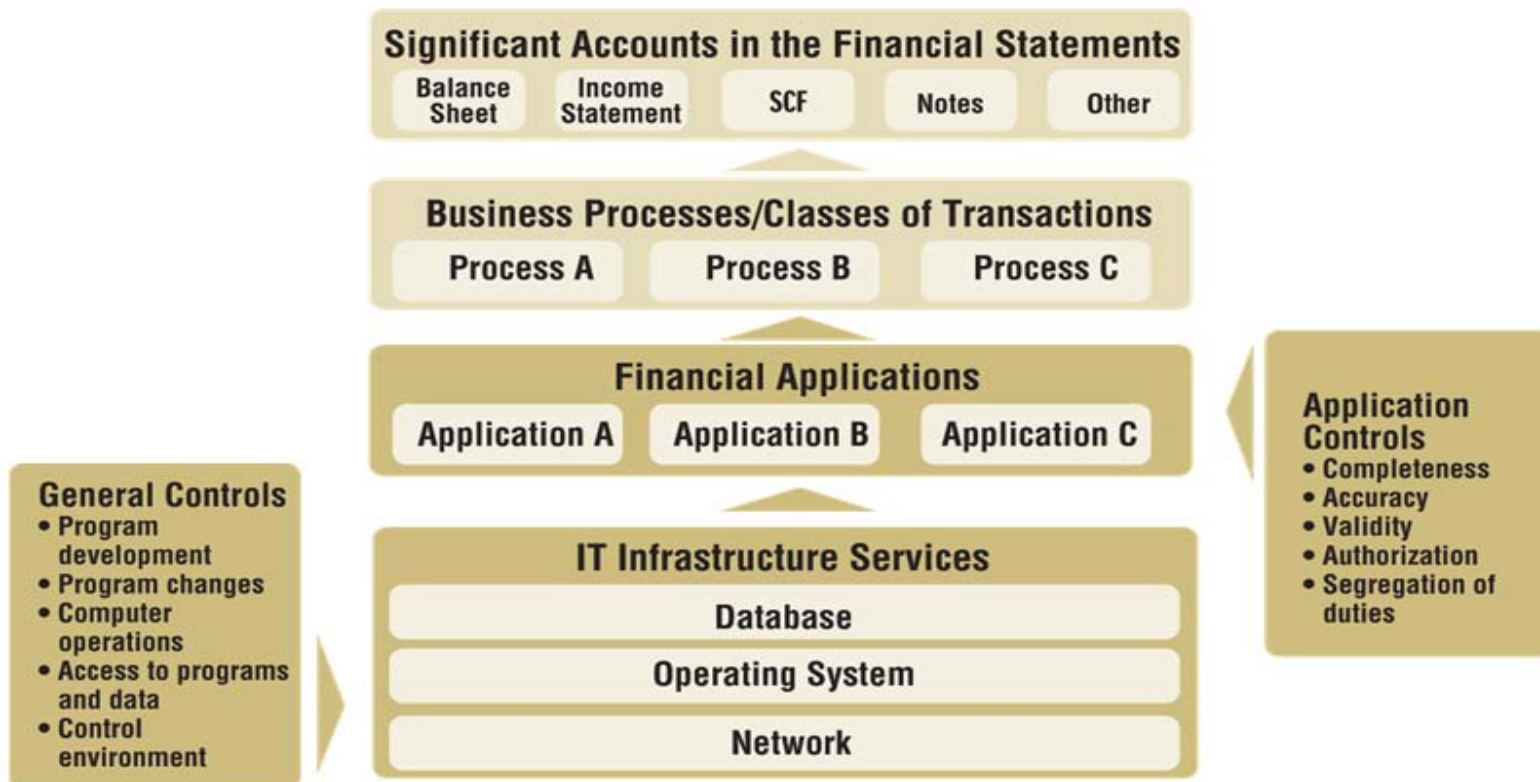 Significant Accounts in the Financial Statements
Balance
Sheet
Income
Statement
SCF
Notes
Other
Business Processes/Classes of Transactions
Process A
Process B
Process C
Financial Applications
Application A
Application B
Application C
General Controls
• Program
development
• Program changes
• Computer
operations
• Access to programs
and data
• Control
environment
IT Infrastructure Services
Database
Operating System
Network
Application
Controls
• Completeness
• Accuracy
• Validity
• Authorization
• Segregation of
duties